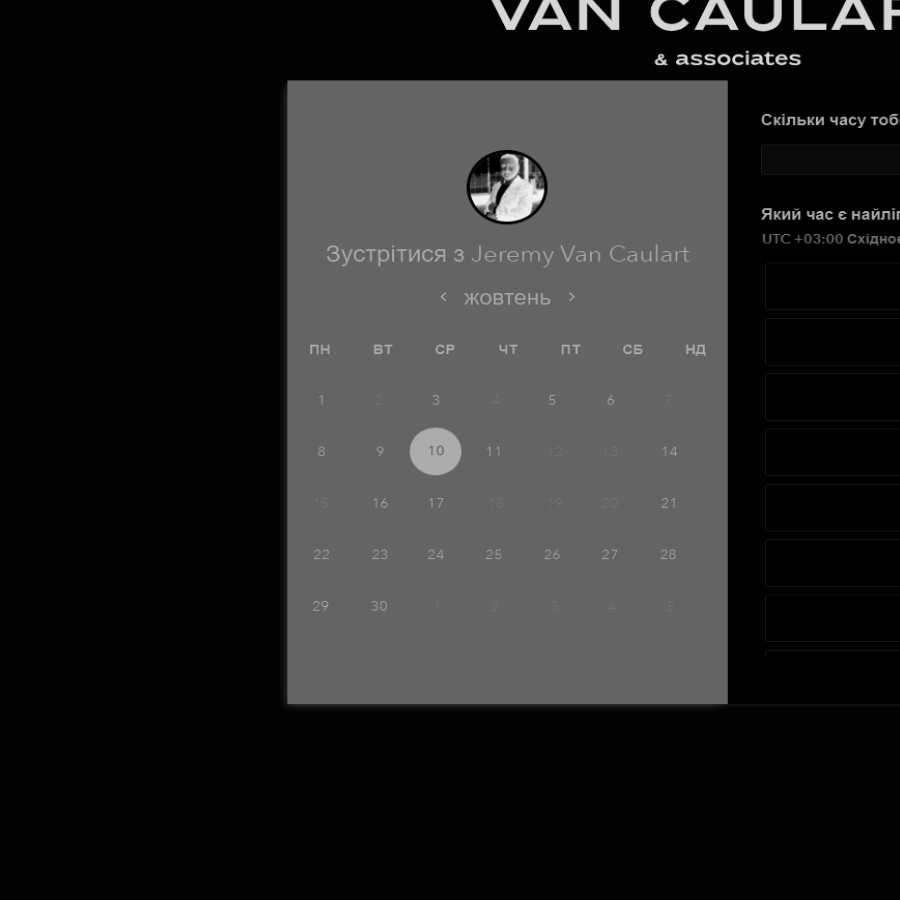 VAN CAULAR
& associates
Скільки часу тоб
Зустрітися з Jeremy Van Caulart
Який час є найліп
UTC +03:00 Східноє
жовтень
ПН ВТ СР ЧТ ПТ СБ НД
1 2 3 4 5 6 7
8 9 10 11 12 13 14
15 16 17 18 19 20 21
22 23 24 25 26 27 28
29 30 1 2 3 4 5